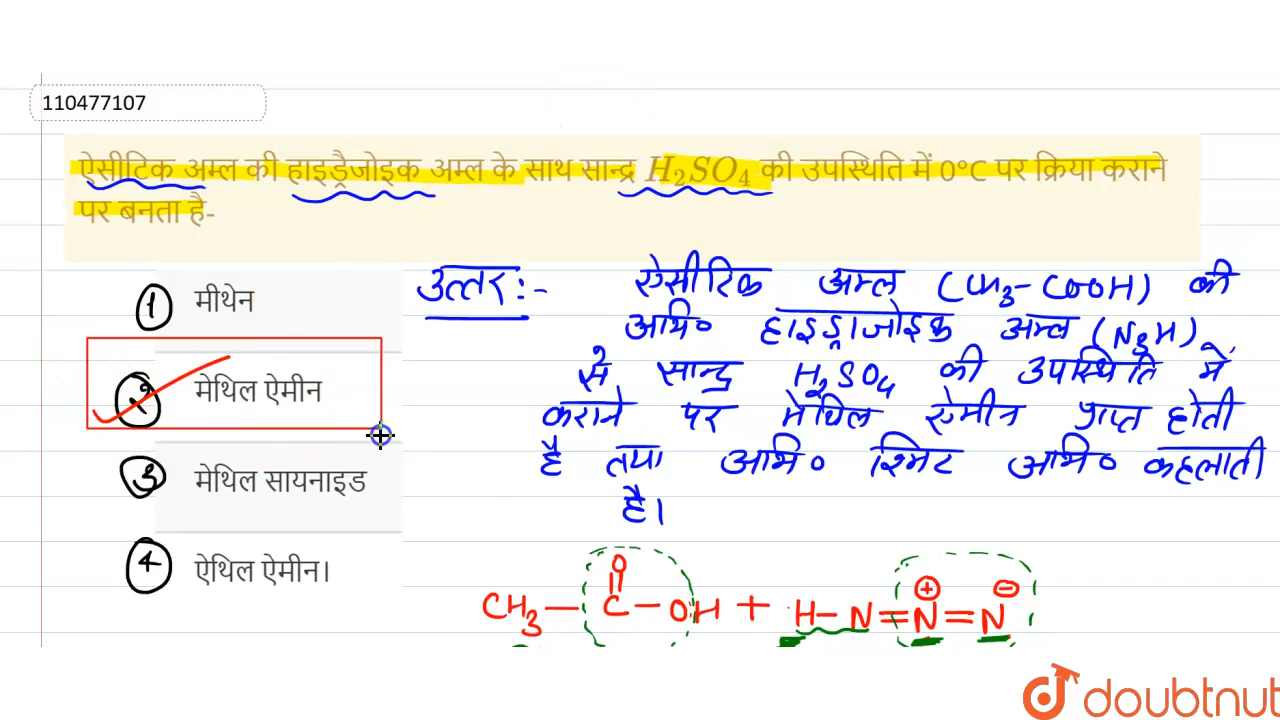 110477107
ऐसीटिक अम्ल की हाइड्रैजोइक अम्ल के साथ सान्द्र H₂SO₄ की उपस्थिति में 0°C पर क्रिया कराने
पर बनता है-
1 मीथेन
2 मेथिल ऐमीन
3 मेथिल सायनाइड
4 ऐथिल ऐमीन।
उत्तर:- ऐसीटिक अम्ल (CH₃-COOH) की
अभि० हाइड्राजोइक अम्ल (N₃H)
से सान्द्र H₂SO₄ की उपस्थिति में
कराने पर मेथिल ऐमीन प्राप्त होती
है तथा अभि० श्मिट अभि० कहलाती
है।
O
CH₃-C-OH + H-N=N=N
doubtnut